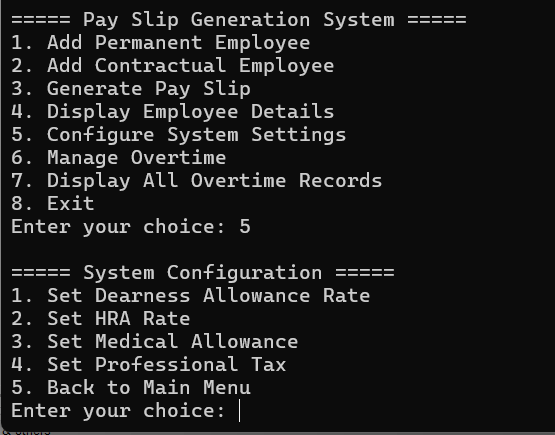 ===== Pay Slip Generation System =====
1. Add Permanent Employee
2. Add Contractual Employee
3. Generate Pay Slip
4. Display Employee Details
5. Configure System Settings
6. Manage Overtime
7. Display All Overtime Records
8. Exit
Enter your choice: 5
===== System Configuration =====
1. Set Dearness Allowance Rate
2. Set HRA Rate
3. Set Medical Allowance
4. Set Professional Tax
5. Back to Main Menu
Enter your choice: